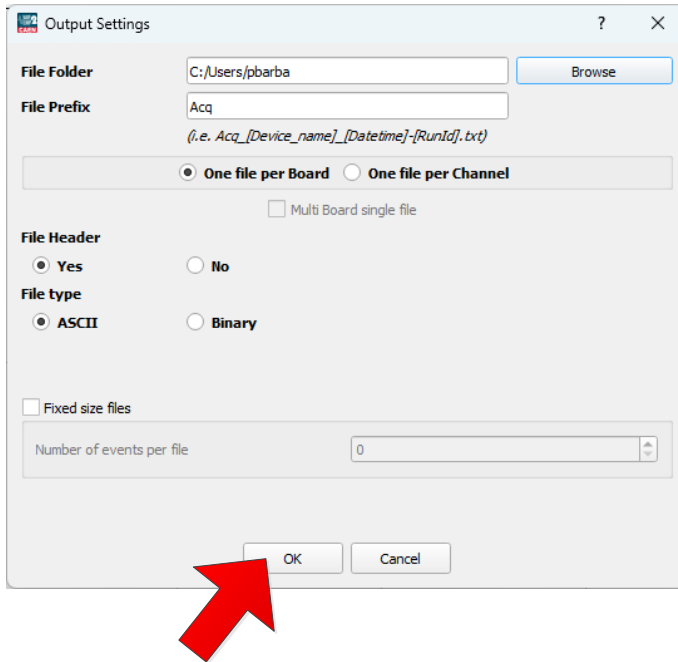 Output Settings ?
File Folder C:/Users/pbarba Browse
File Prefix Acq
(i.e. Acq_[Device_name]_[Datetime]-[RunId].txt)
One file per Board One file per Channel
Multi Board single file
File Header
Yes No
File type
ASCII Binary
Fixed size files
Number of events per file 0
OK Cancel